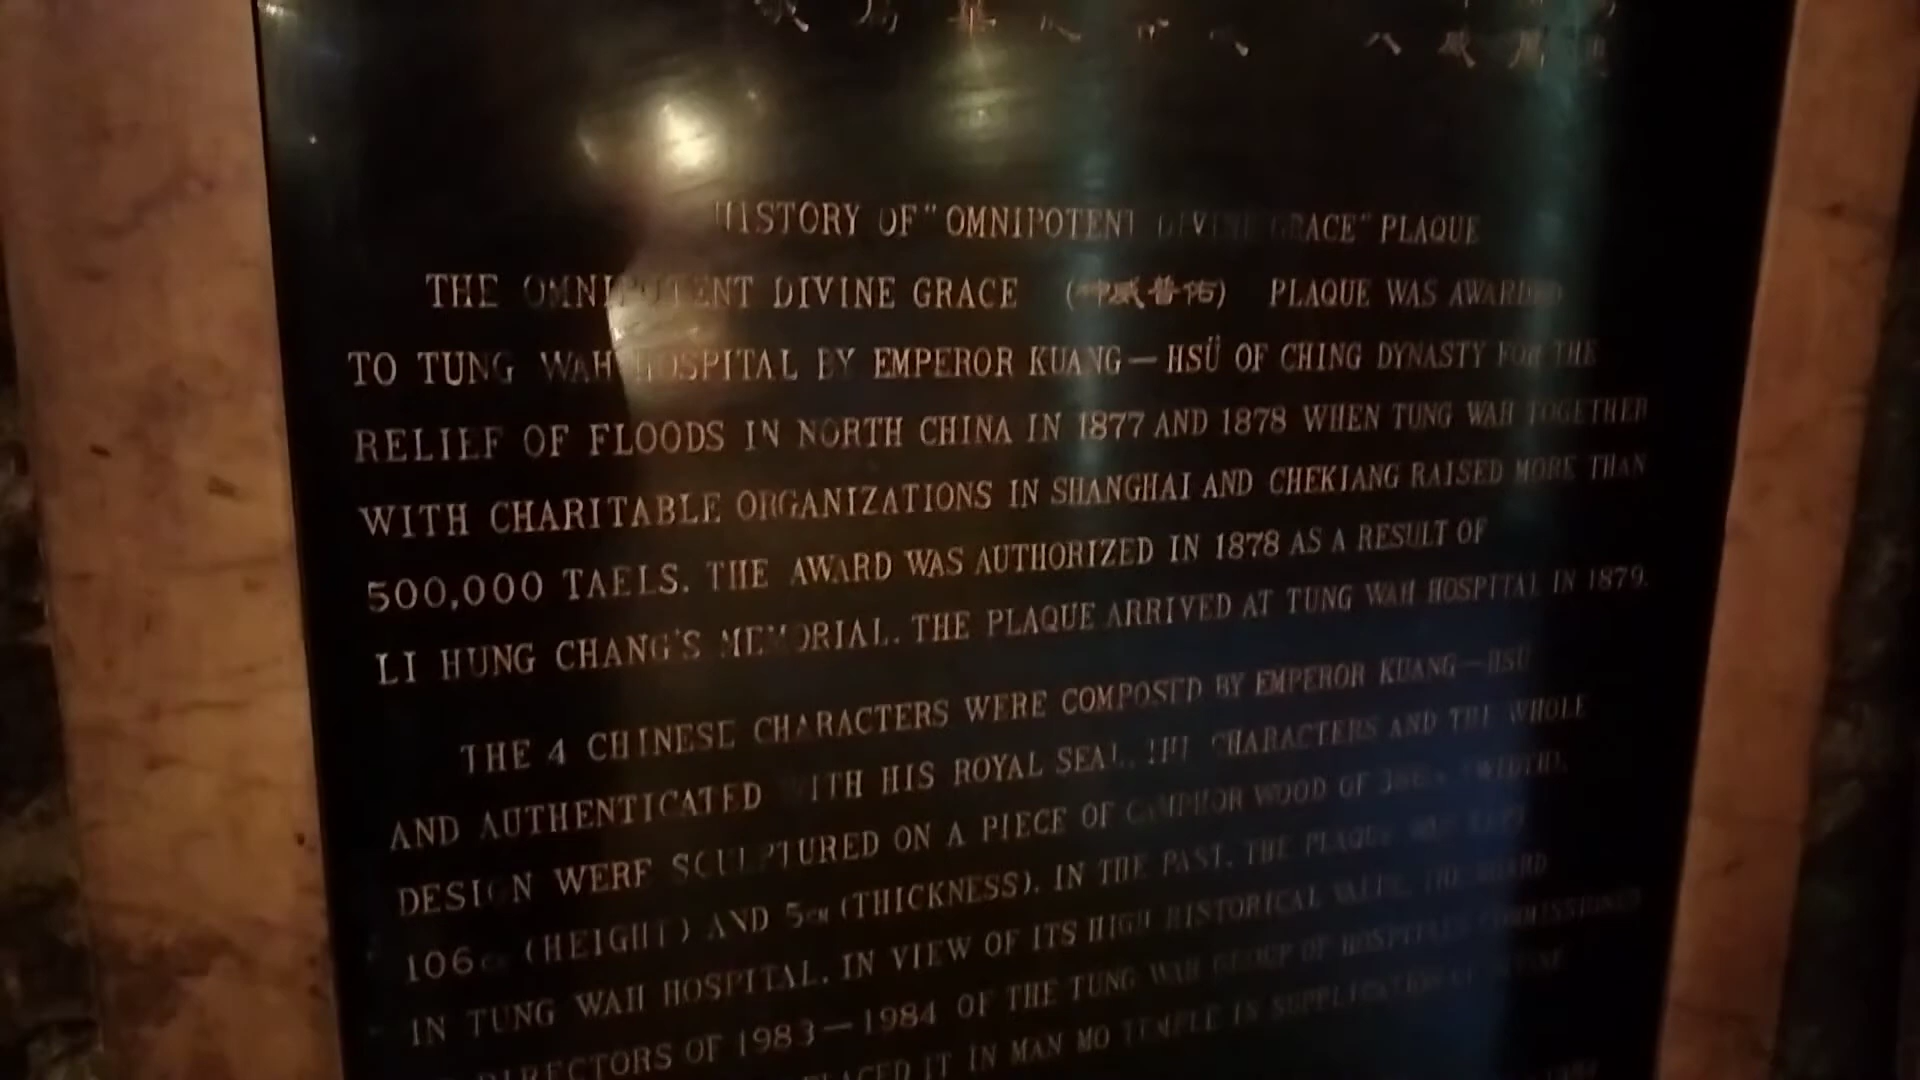 HISTORY OF "OMNIPOTENT DIVINE GRACE" PLAQUE
THE OMNIPOTENT DIVINE GRACE (神威普佑) PLAQUE WAS AWARDED
TO TUNG WAH HOSPITAL BY EMPEROR KUANG—HSÜ OF CHING DYNASTY FOR THE
RELIEF OF FLOODS IN NORTH CHINA IN 1877 AND 1878 WHEN TUNG WAH TOGETHER
WITH CHARITABLE ORGANIZATIONS IN SHANGHAI AND CHEKIANG RAISED MORE THAN
500,000 TAELS. THE AWARD WAS AUTHORIZED IN 1878 AS A RESULT OF
LI HUNG CHANG'S MEMORIAL. THE PLAQUE ARRIVED AT TUNG WAH HOSPITAL IN 1879.
THE 4 CHINESE CHARACTERS WERE COMPOSED BY EMPEROR KUANG—HSÜ
AND AUTHENTICATED WITH HIS ROYAL SEAL. THE CHARACTERS AND THE WHOLE
DESIGN WERE SCULPTURED ON A PIECE OF CAMPHOR WOOD OF (WIDTH),
106cm (HEIGHT) AND 5cm (THICKNESS). IN THE PAST, THE PLAQUE WAS KEPT
IN TUNG WAH HOSPITAL. IN VIEW OF ITS HIGH HISTORICAL VALUE, THE BOARD
DIRECTORS OF 1983—1984 OF THE TUNG WAH GROUP OF HOSPITALS COMMISSIONED
PLACED IT IN MAN MO TEMPLE IN SUPPLICATION OF